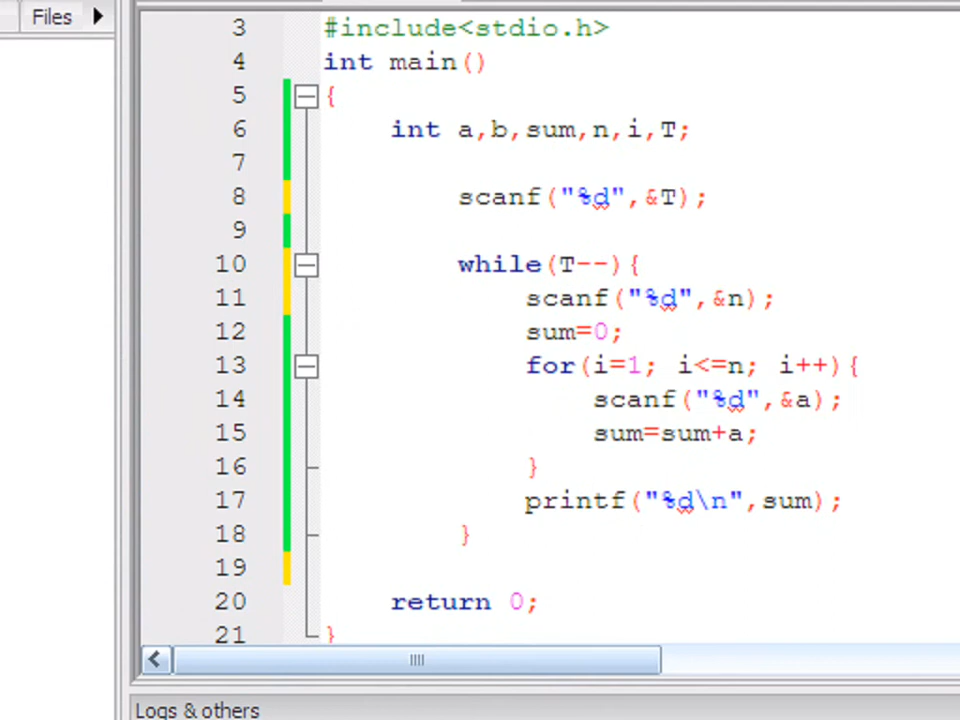 Files
3 #include<stdio.h>
4 int main()
5 {
6 int a,b,sum,n,i,T;
7
8 scanf("%d",&T);
9
10 while(T--){
11 scanf("%d",&n);
12 sum=0;
13 for(i=1; i<=n; i++){
14 scanf("%d",&a);
15 sum=sum+a;
16 }
17 printf("%d\n",sum);
18 }
19
20 return 0;
21 }
Logs & others